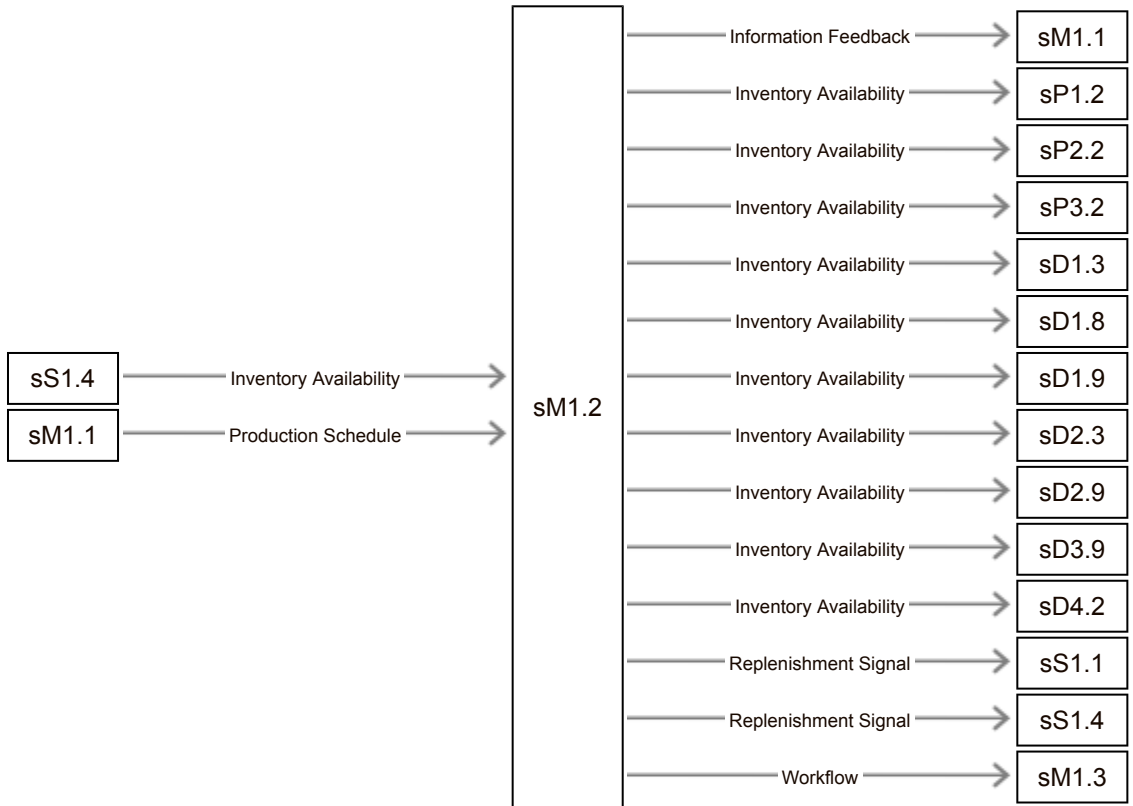 Information Feedback
sM1.1
Inventory Availability
sP1.2
Inventory Availability
sP2.2
Inventory Availability
sP3.2
Inventory Availability
sD1.3
Inventory Availability
sD1.8
sS1.4
Inventory Availability
Inventory Availability
sD1.9
sM1.2
sM1.1
Production Schedule
Inventory Availability
sD2.3
Inventory Availability
sD2.9
Inventory Availability
sD3.9
Inventory Availability
sD4.2
Replenishment Signal
sS1.1
Replenishment Signal
sS1.4
Workflow
sM1.3